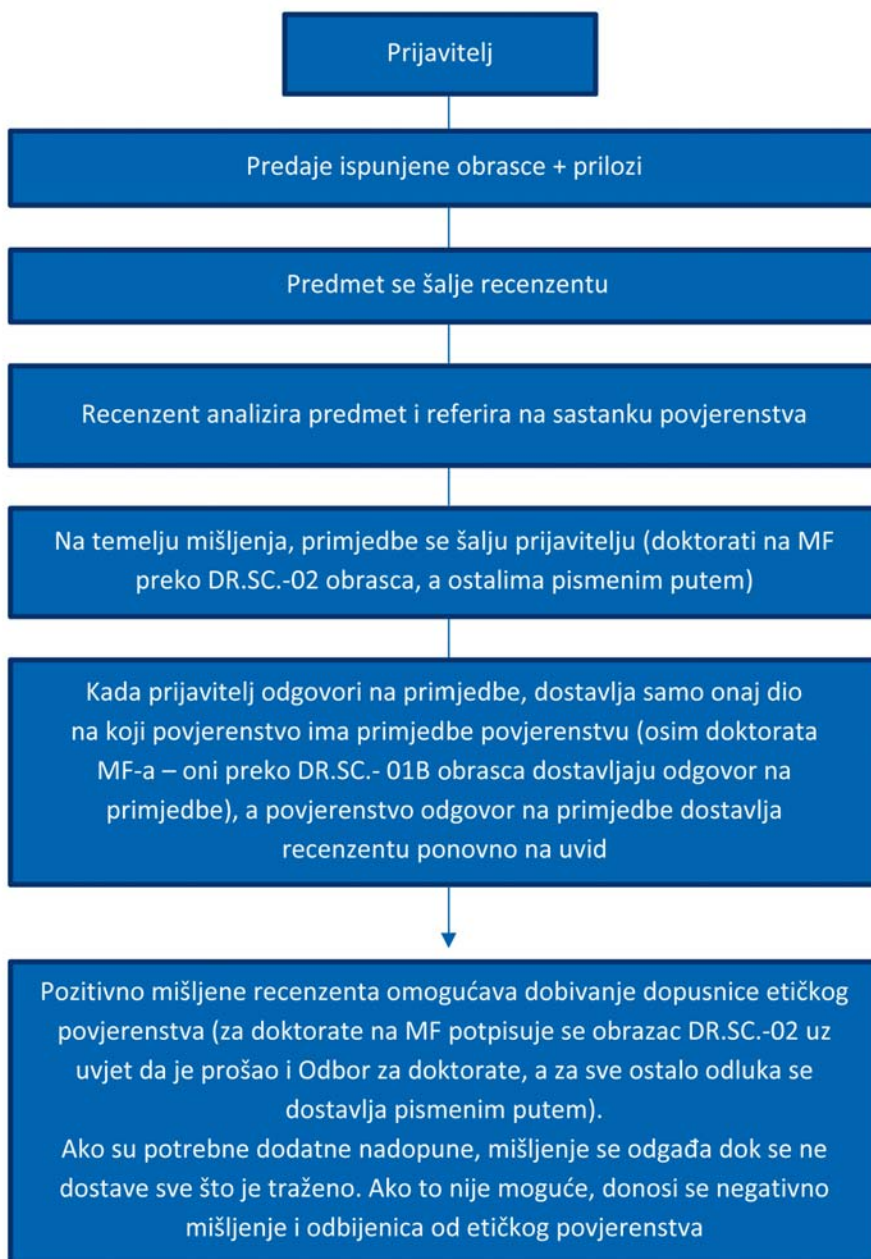 Prijavitelj
Predaje ispunjene obrasce + prilozi
Predmet se šalje recenzentu
Recenzent analizira predmet i referira na sastanku povjerenstva
Na temelju mišljenja, primjedbe se šalju prijavitelju (doktorati na MF
preko DR.SC.-02 obrasca, a ostalima pismenim putem)
Kada prijavitelj odgovori na primjedbe, dostavlja samo onaj dio
na koji povjerenstvo ima primjedbe povjerenstvu (osim doktorata
MF-a – oni preko DR.SC.- 01B obrasca dostavljaju odgovor na
primjedbe), a povjerenstvo odgovor na primjedbe dostavlja
recenzentu ponovno na uvid
Pozitivno mišljene recenzenta omogućava dobivanje dopusnice etičkog
povjerenstva (za doktorate na MF potpisuje se obrazac DR.SC.-02 uz
uvjet da je prošao i Odbor za doktorate, a za sve ostalo odluka se
dostavlja pismenim putem).
Ako su potrebne dodatne nadopune, mišljenje se odgađa dok se ne
dostave sve što je traženo. Ako to nije moguće, donosi se negativno
mišljenje i odbijenica od etičkog povjerenstva